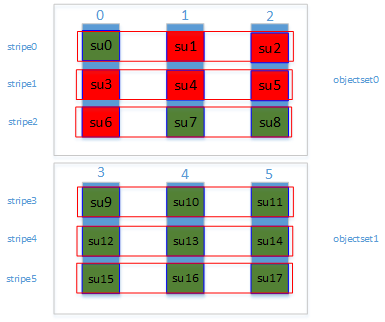 0 1 2
stripe0 su0 su1 su2
stripe1 su3 su4 su5 objectset0
stripe2 su6 su7 su8
3 4 5
stripe3 su9 su10 su11
stripe4 su12 su13 su14 objectset1
stripe5 su15 su16 su17